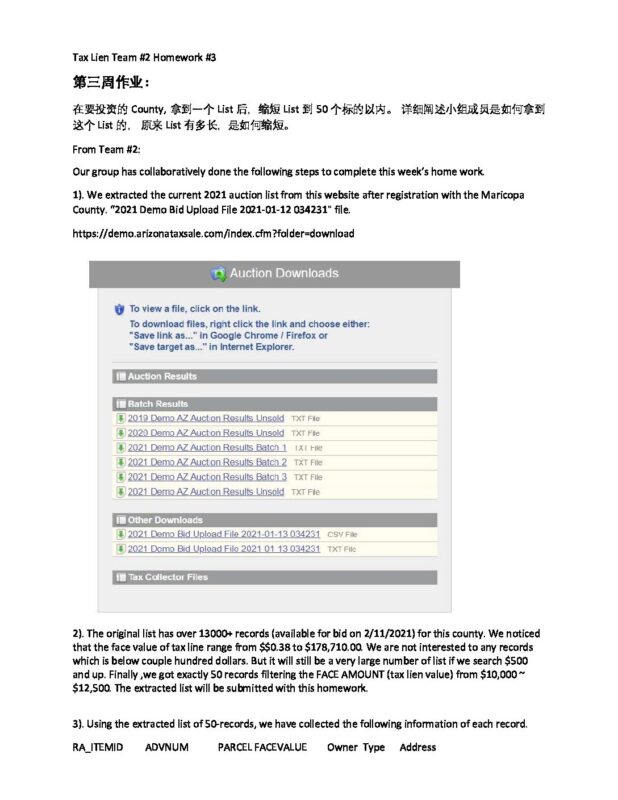 Tax Lien Team #2 Homework #3
第三周作业：
在要投资的 County, 拿到一个 List 后，缩短 List 到 50 个标的以内。 详细阐述小组成员是如何拿到
这个 List 的， 原来 List 有多长，是如何缩短。
From Team #2:
Our group has collaboratively done the following steps to complete this week's home work.
1). We extracted the current 2021 auction list from this website after registration with the Maricopa
County. "2021 Demo Bid Upload File 2021-01-12 034231" file.
https://demo.arizonataxsale.com/index.cfm?folder=download
Auction Downloads
To view a file, click on the link.
To download files, right click the link and choose either:
"Save link as..." in Google Chrome / Firefox or
"Save target as..." in Internet Explorer.
Auction Results
Batch Results
2019 Demo AZ Auction Results Unsold TXT File
2020 Demo AZ Auction Results Unsold TXT File
2021 Demo AZ Auction Results Batch 1 TXT File
2021 Demo AZ Auction Results Batch 2 TXT File
2021 Demo AZ Auction Results Batch 3 TXT File
2021 Demo AZ Auction Results Unsold TXT File
Other Downloads
2021 Demo Bid Upload File 2021-01-13 034231 CSV File
2021 Demo Bid Upload File 2021 01 13 034231 TXT File
Tax Collector Files
2). The original list has over 13000+ records (available for bid on 2/11/2021) for this county. We noticed
that the face value of tax line range from $$0.38 to $178,710.00. We are not interested to any records
which is below couple hundred dollars. But it will still be a very large number of list if we search $500
and up. Finally ,we got exactly 50 records filtering the FACE AMOUNT (tax lien value) from $10,000 ~
$12,500. The extracted list will be submitted with this homework.
3). Using the extracted list of 50-records, we have collected the following information of each record.
RA_ITEMID ADVNUM PARCEL FACEVALUE Owner Type Address